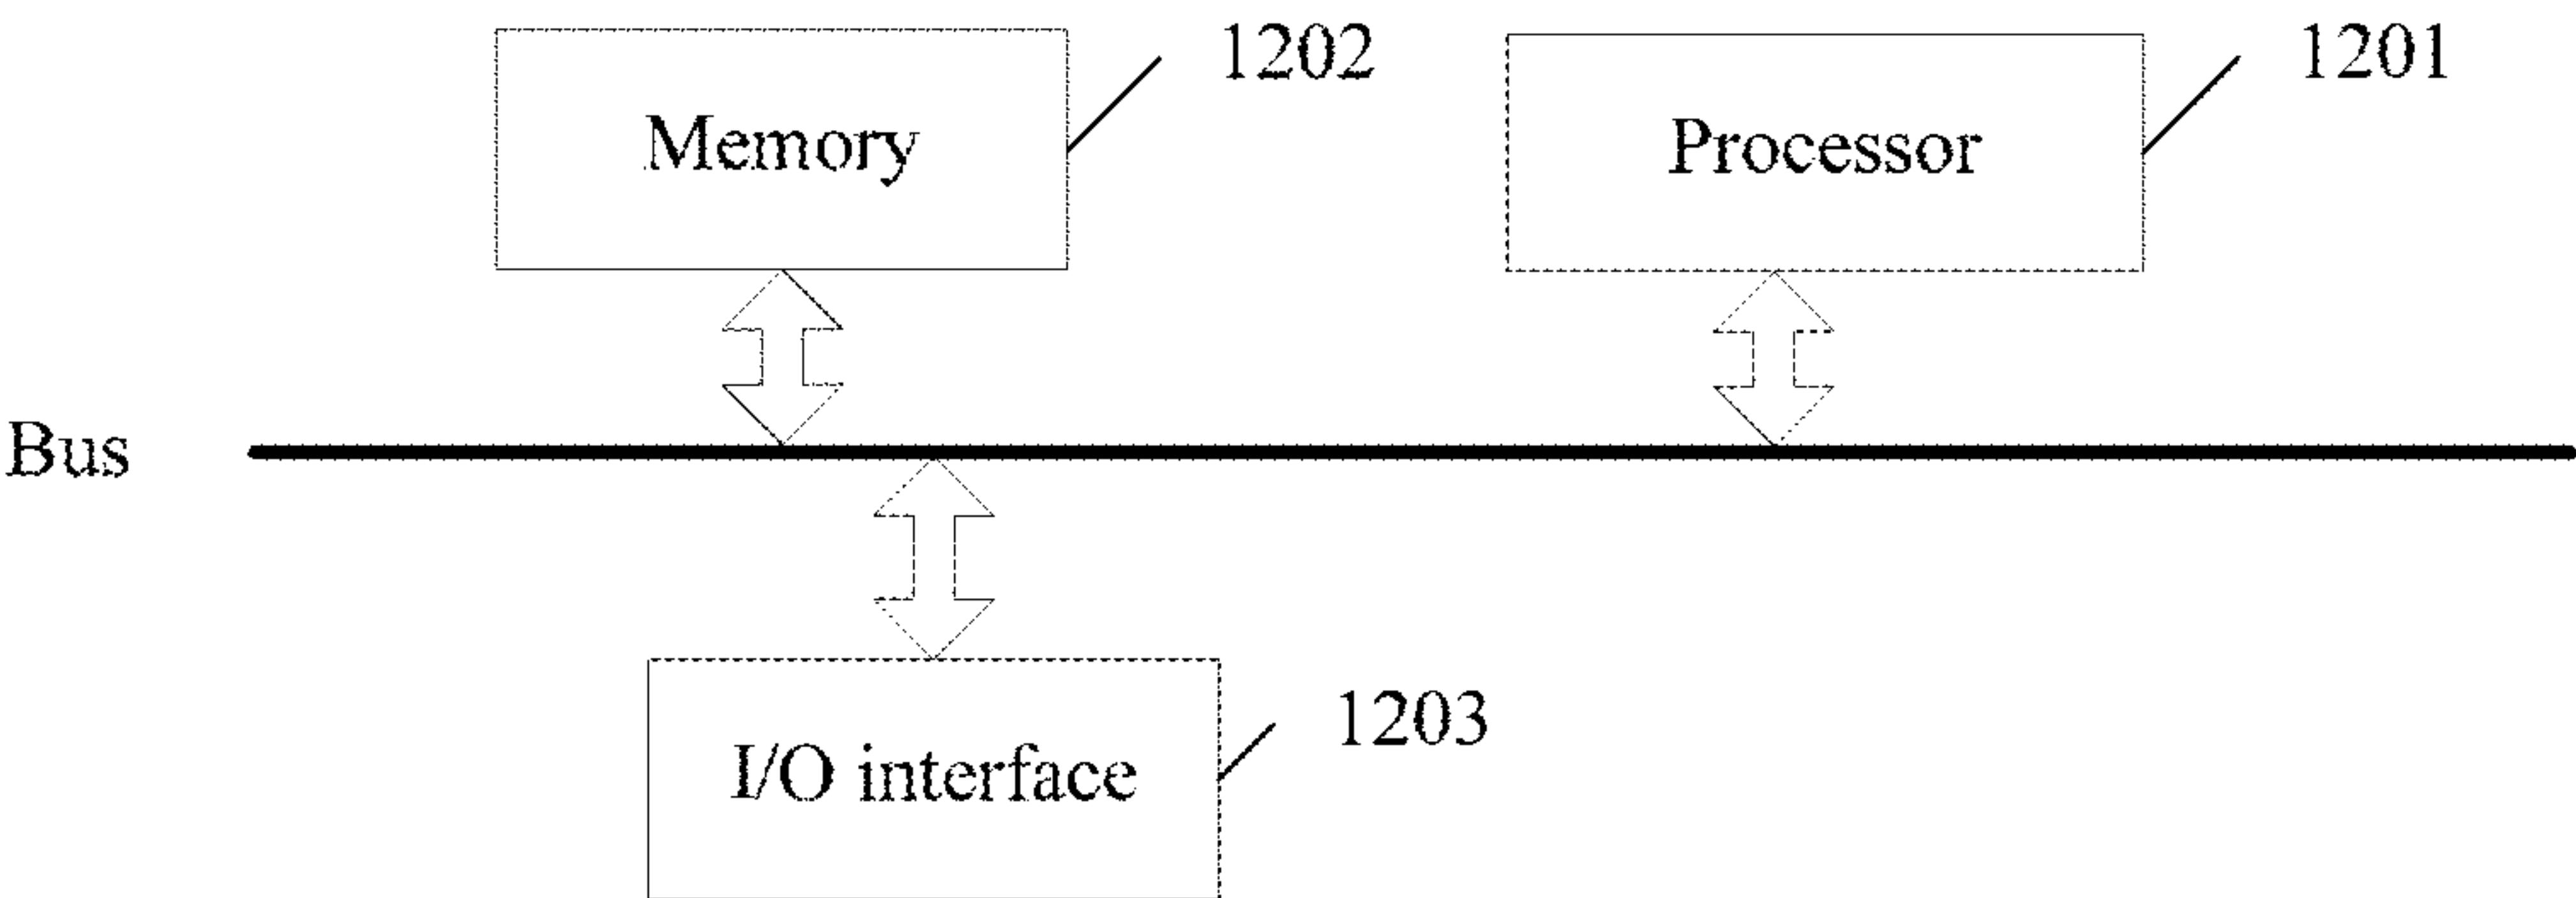 1202
1201
Memory
Processor
Bus
1203
I/O interface